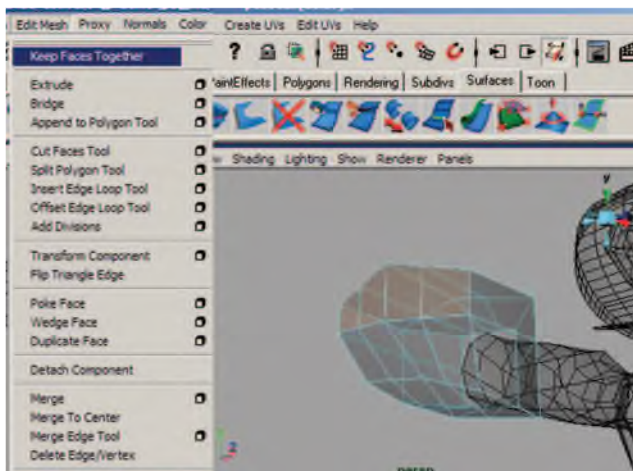 Edit Mesh Proxy Normals Color Create UVs Edit UVs Help
Keep Faces Together
Extrude
Bridge
Append to Polygon Tool
PaintEffects Polygons Rendering Subdivs Surfaces Toon
Cut Faces Tool
Split Polygon Tool
Insert Edge Loop Tool
Offset Edge Loop Tool
Add Divisions
Shading Lighting Show Renderer Panels
Transform Component
Flip Triangle Edge
Poke Face
Wedge Face
Duplicate Face
Detach Component
Merge
Merge To Center
Merge Edge Tool
Delete Edge/Vertex
y
z
persp